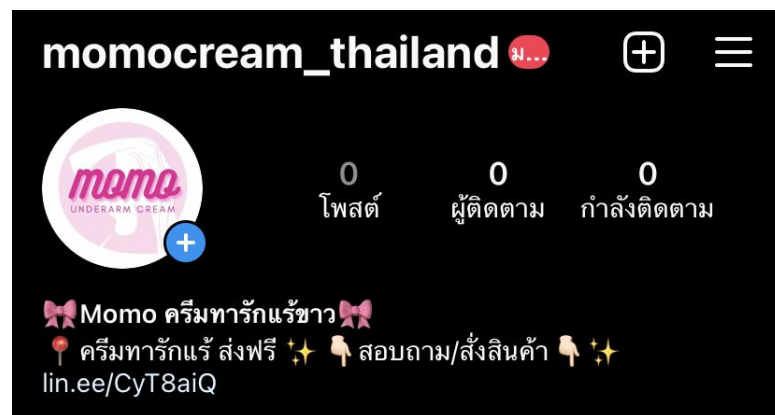 momocream_thailand ม...
momo
UNDERARM CREAM
0 0 0
โพสต์ ผู้ติดตาม กำลังติดตาม
🎀Momo ครีมทารักแร้ขาว🎀
📍 ครีมทารักแร้ ส่งฟรี ✨ 👇🏻 สอบถาม/สั่งสินค้า 👇🏻 ✨
lin.ee/CyT8aiQ